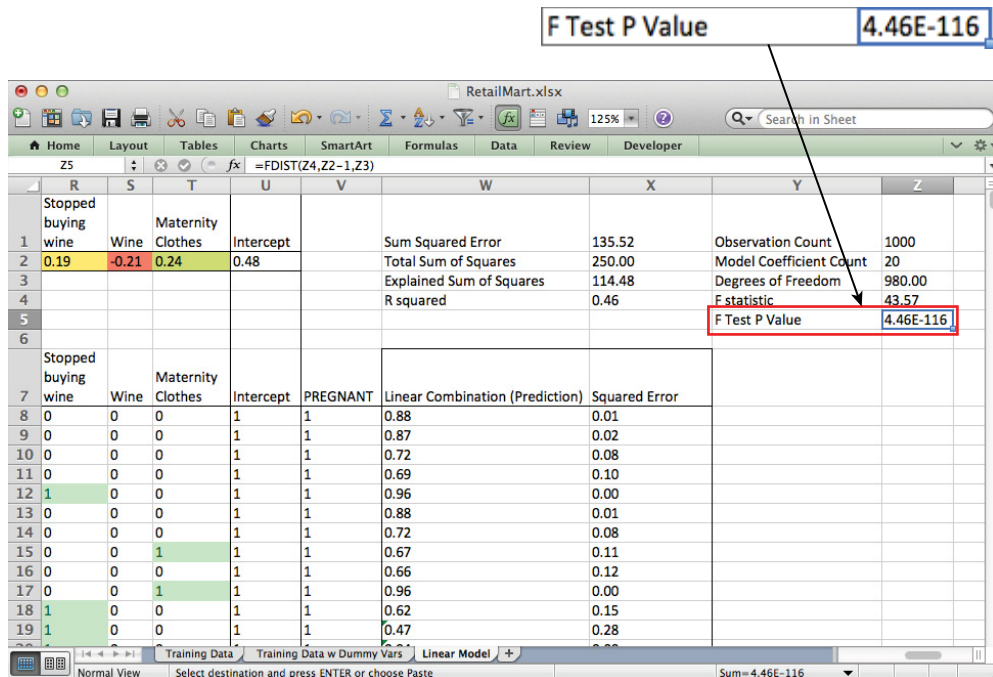 F Test P Value 4.46E-116
RetailMart.xlsx
125% Search in Sheet
Home Layout Tables Charts SmartArt Formulas Data Review Developer
Z5 fx =FDIST(Z4,Z2-1,Z3)
R S T U V W X Y Z
Stopped
buying Maternity
1 wine Wine Clothes Intercept Sum Squared Error 135.52 Observation Count 1000
2 0.19 -0.21 0.24 0.48 Total Sum of Squares 250.00 Model Coefficient Count 20
3 Explained Sum of Squares 114.48 Degrees of Freedom 980.00
4 R squared 0.46 F statistic 43.57
5 F Test P Value 4.46E-116
6
Stopped
buying Maternity
7 wine Wine Clothes Intercept PREGNANT Linear Combination (Prediction) Squared Error
8 0 0 0 1 1 0.88 0.01
9 0 0 0 1 1 0.87 0.02
10 0 0 0 1 1 0.72 0.08
11 0 0 0 1 1 0.69 0.10
12 1 0 0 1 1 0.96 0.00
13 0 0 0 1 1 0.88 0.01
14 0 0 0 1 1 0.72 0.08
15 0 0 1 1 1 0.67 0.11
16 0 0 0 1 1 0.66 0.12
17 0 0 1 1 1 0.96 0.00
18 1 0 0 1 1 0.62 0.15
19 1 0 0 1 1 0.47 0.28
Training Data Training Data w Dummy Vars Linear Model +
Normal View Select destination and press ENTER or choose Paste Sum=4.46E-116